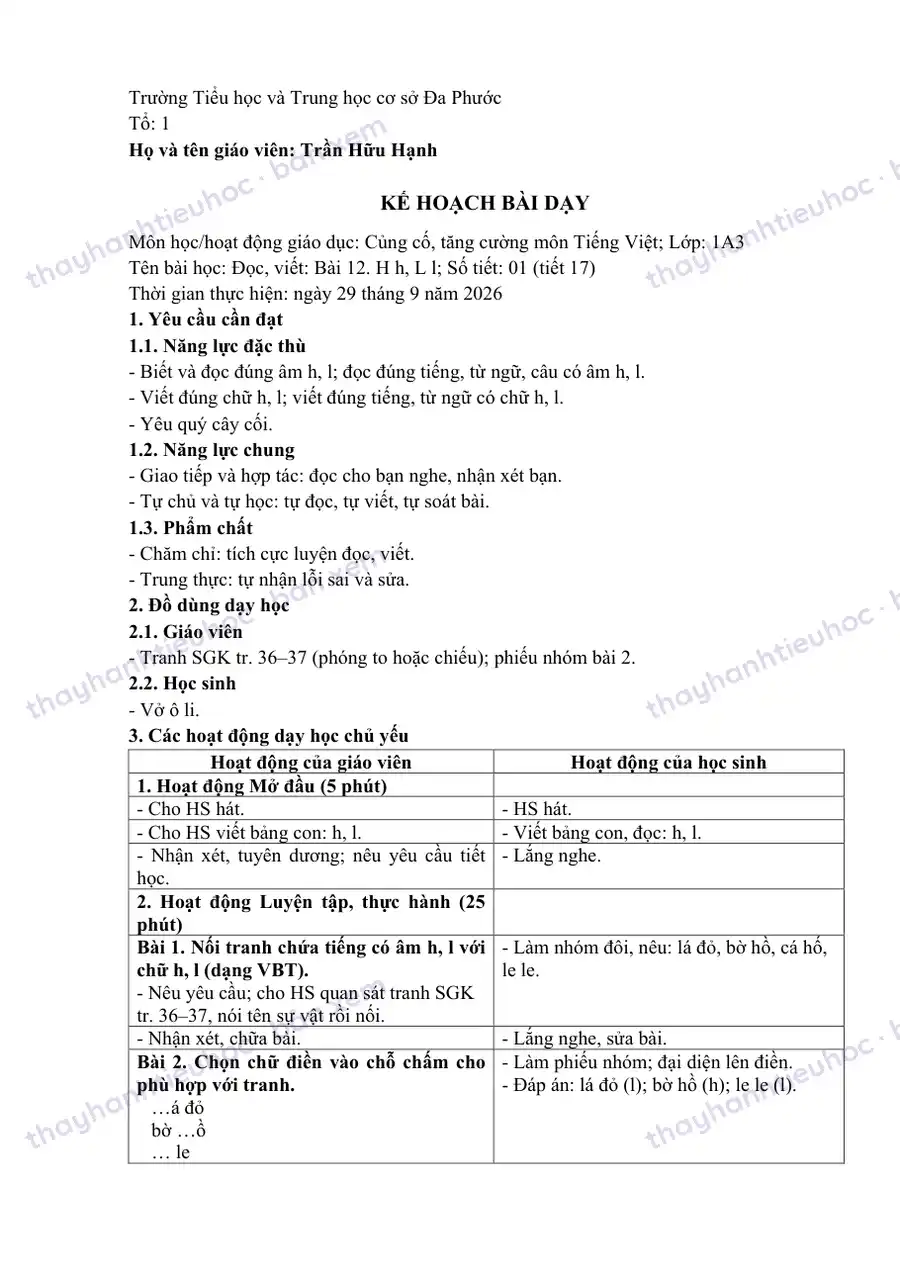 Trường Tiểu học và Trung học cơ sở Đa Phước
Tổ: 1
Họ và tên giáo viên: Trần Hữu Hạnh
KẾ HOẠCH BÀI DẠY
Môn học/hoạt động giáo dục: Củng cố, tăng cường môn Tiếng Việt; Lớp: 1A3
Tên bài học: Đọc, viết: Bài 12. H h, L l; Số tiết: 01 (tiết 17)
Thời gian thực hiện: ngày 29 tháng 9 năm 2026
1. Yêu cầu cần đạt
1.1. Năng lực đặc thù
- Biết và đọc đúng âm h, l; đọc đúng tiếng, từ ngữ, câu có âm h, l.
- Viết đúng chữ h, l; viết đúng tiếng, từ ngữ có chữ h, l.
- Yêu quý cây cối.
1.2. Năng lực chung
- Giao tiếp và hợp tác: đọc cho bạn nghe, nhận xét bạn.
- Tự chủ và tự học: tự đọc, tự viết, tự soát bài.
1.3. Phẩm chất
- Chăm chỉ: tích cực luyện đọc, viết.
- Trung thực: tự nhận lỗi sai và sửa.
2. Đồ dùng dạy học
2.1. Giáo viên
- Tranh SGK tr. 36–37 (phóng to hoặc chiếu); phiếu nhóm bài 2.
2.2. Học sinh
- Vở ô li.
3. Các hoạt động dạy học chủ yếu
Hoạt động của giáo viên
Hoạt động của học sinh
1. Hoạt động Mở đầu (5 phút)
- Cho HS hát.
- HS hát.
- Cho HS viết bảng con: h, l.
- Viết bảng con, đọc: h, l.
- Nhận xét, tuyên dương; nêu yêu cầu tiết
học.
- Lắng nghe.
2. Hoạt động Luyện tập, thực hành (25
phút)
Bài 1. Nối tranh chứa tiếng có âm h, l với
chữ h, l (dạng VBT).
- Nêu yêu cầu; cho HS quan sát tranh SGK
tr. 36–37, nói tên sự vật rồi nối.
- Làm nhóm đôi, nêu: lá đỏ, bờ hồ, cá hố,
le le.
- Nhận xét, chữa bài.
- Lắng nghe, sửa bài.
Bài 2. Chọn chữ điền vào chỗ chấm cho
phù hợp với tranh.
…á đỏ
bờ …ồ
… le
- Làm phiếu nhóm; đại diện lên điền.
- Đáp án: lá đỏ (l); bờ hồ (h); le le (l).
thayhanhtieuhoc · bản xem
thayhanhtieuhoc · b
thayhanhtieuhoc · bản xem
thayhanhtieuhoc · b
thayhanhtieuhoc · bản xem
thayhanhtieuhoc · b